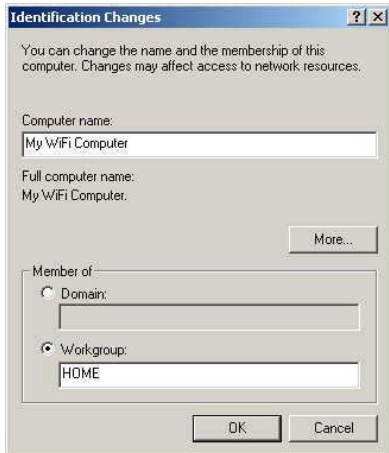 Identification Changes
You can change the name and the membership of this
computer. Changes may affect access to network resources.
Computer name:
My WiFi Computer
Full computer name:
My WiFi Computer.
More...
Member of
Domain:
Workgroup:
HOME
OK Cancel